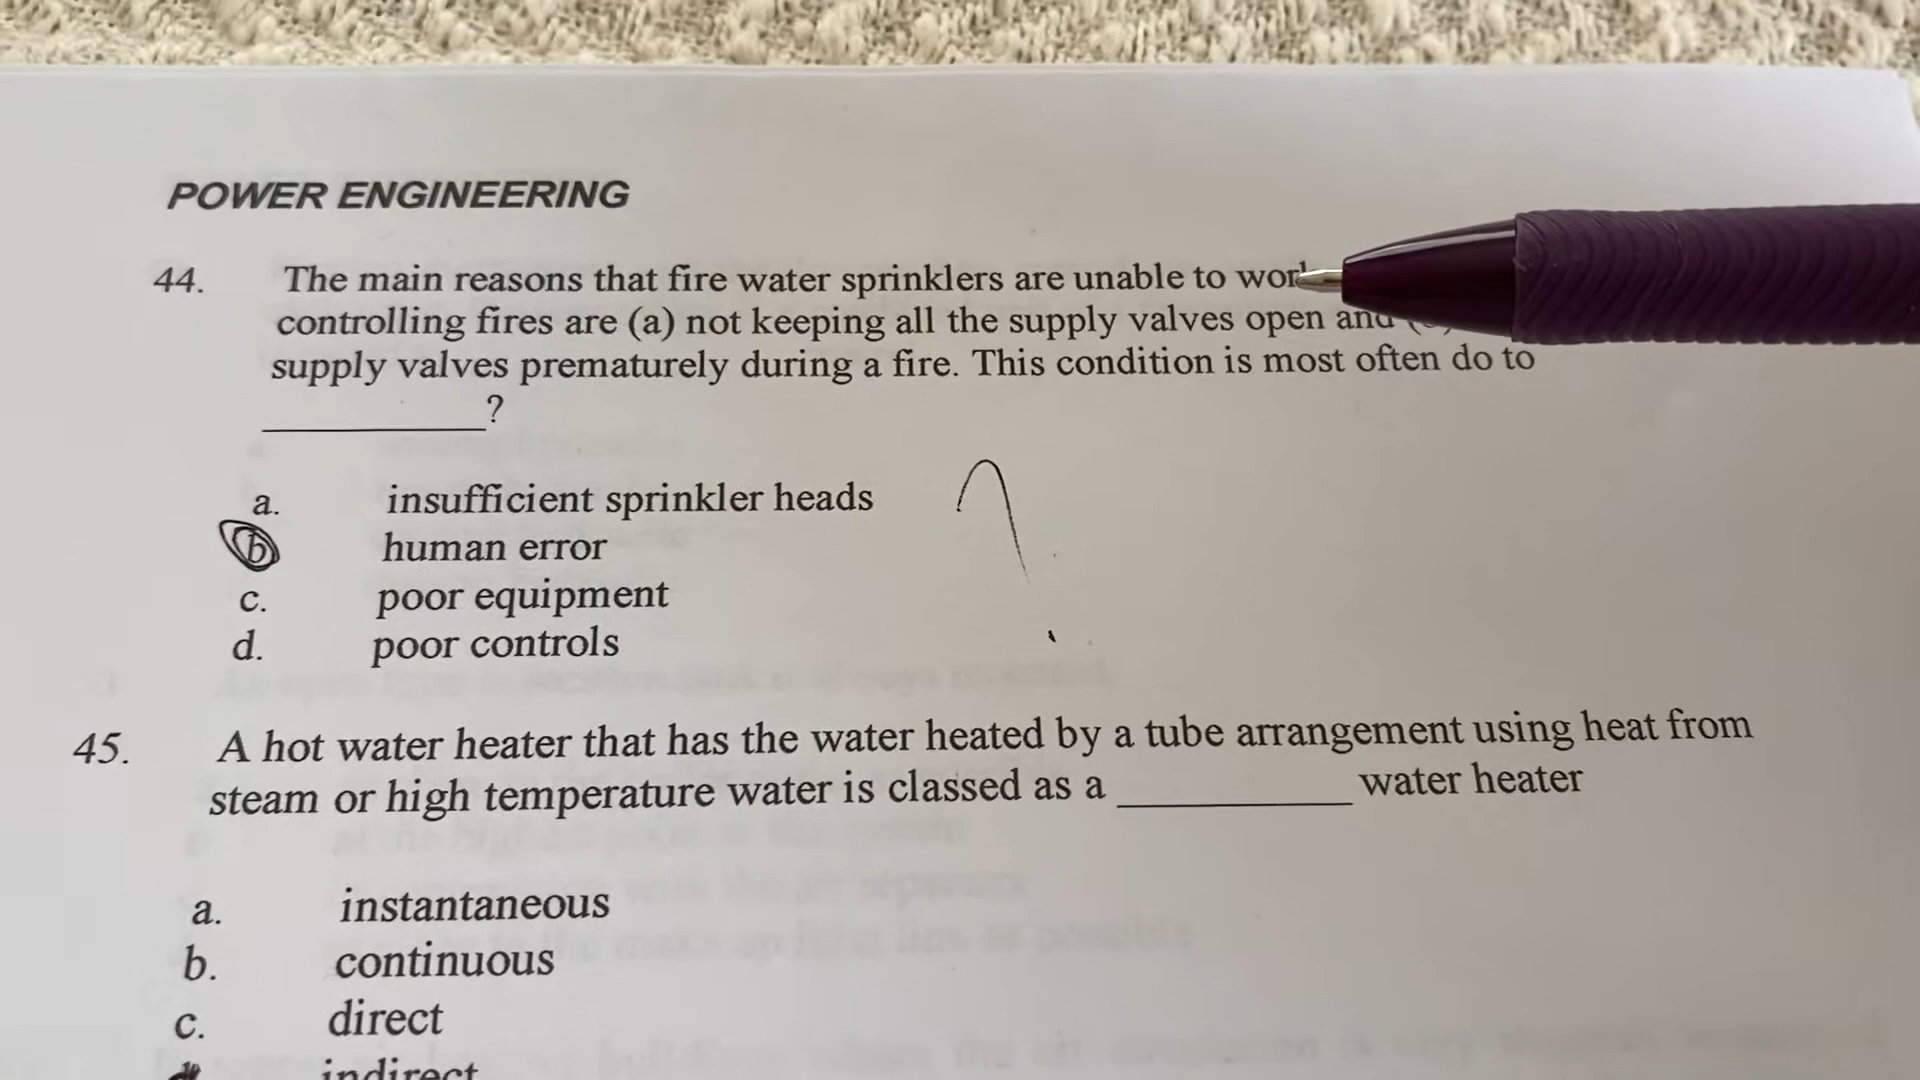 POWER ENGINEERING
44. The main reasons that fire water sprinklers are unable to
controlling fires are (a) not keeping all the supply valves open and
supply valves prematurely during a fire. This condition is most often do to
__________?
a. insufficient sprinkler heads
b human error
c. poor equipment
d. poor controls
45. A hot water heater that has the water heated by a tube arrangement using heat from
steam or high temperature water is classed as a __________ water heater
a. instantaneous
b. continuous
c. direct
indirect